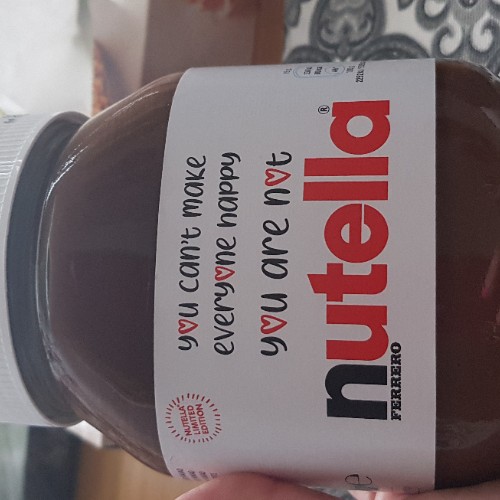 you can't make
everyone happy
you are not
nutella®
FERRERO
NUTELLA
LIMITED
EDITION